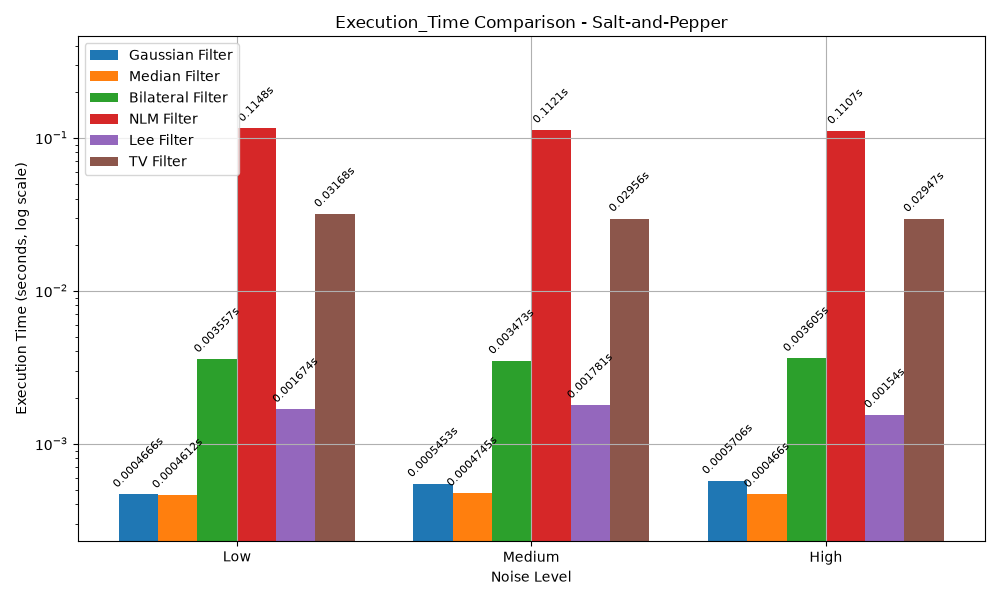 Execution_Time Comparison - Salt-and-Pepper
Gaussian Filter
Median Filter
Bilateral Filter
NLM Filter
Lee Filter
TV Filter
Execution Time (seconds, log scale)
10⁻¹
10⁻²
10⁻³
0.0004666s
0.0004612s
0.003557s
0.1148s
0.001674s
0.03168s
0.0005453s
0.0004745s
0.003473s
0.1121s
0.001781s
0.02956s
0.0005706s
0.000466s
0.003605s
0.1107s
0.00154s
0.02947s
Low
Medium
High
Noise Level